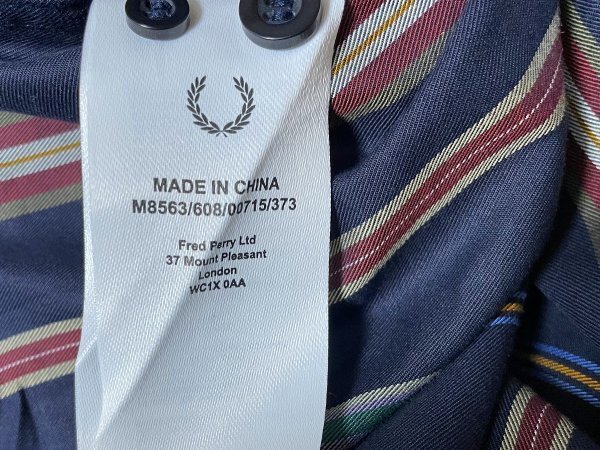 MADE IN CHINA
M8563/608/00715/373
Fred Perry Ltd
37 Mount Pleasant
London
WC1X 0AA